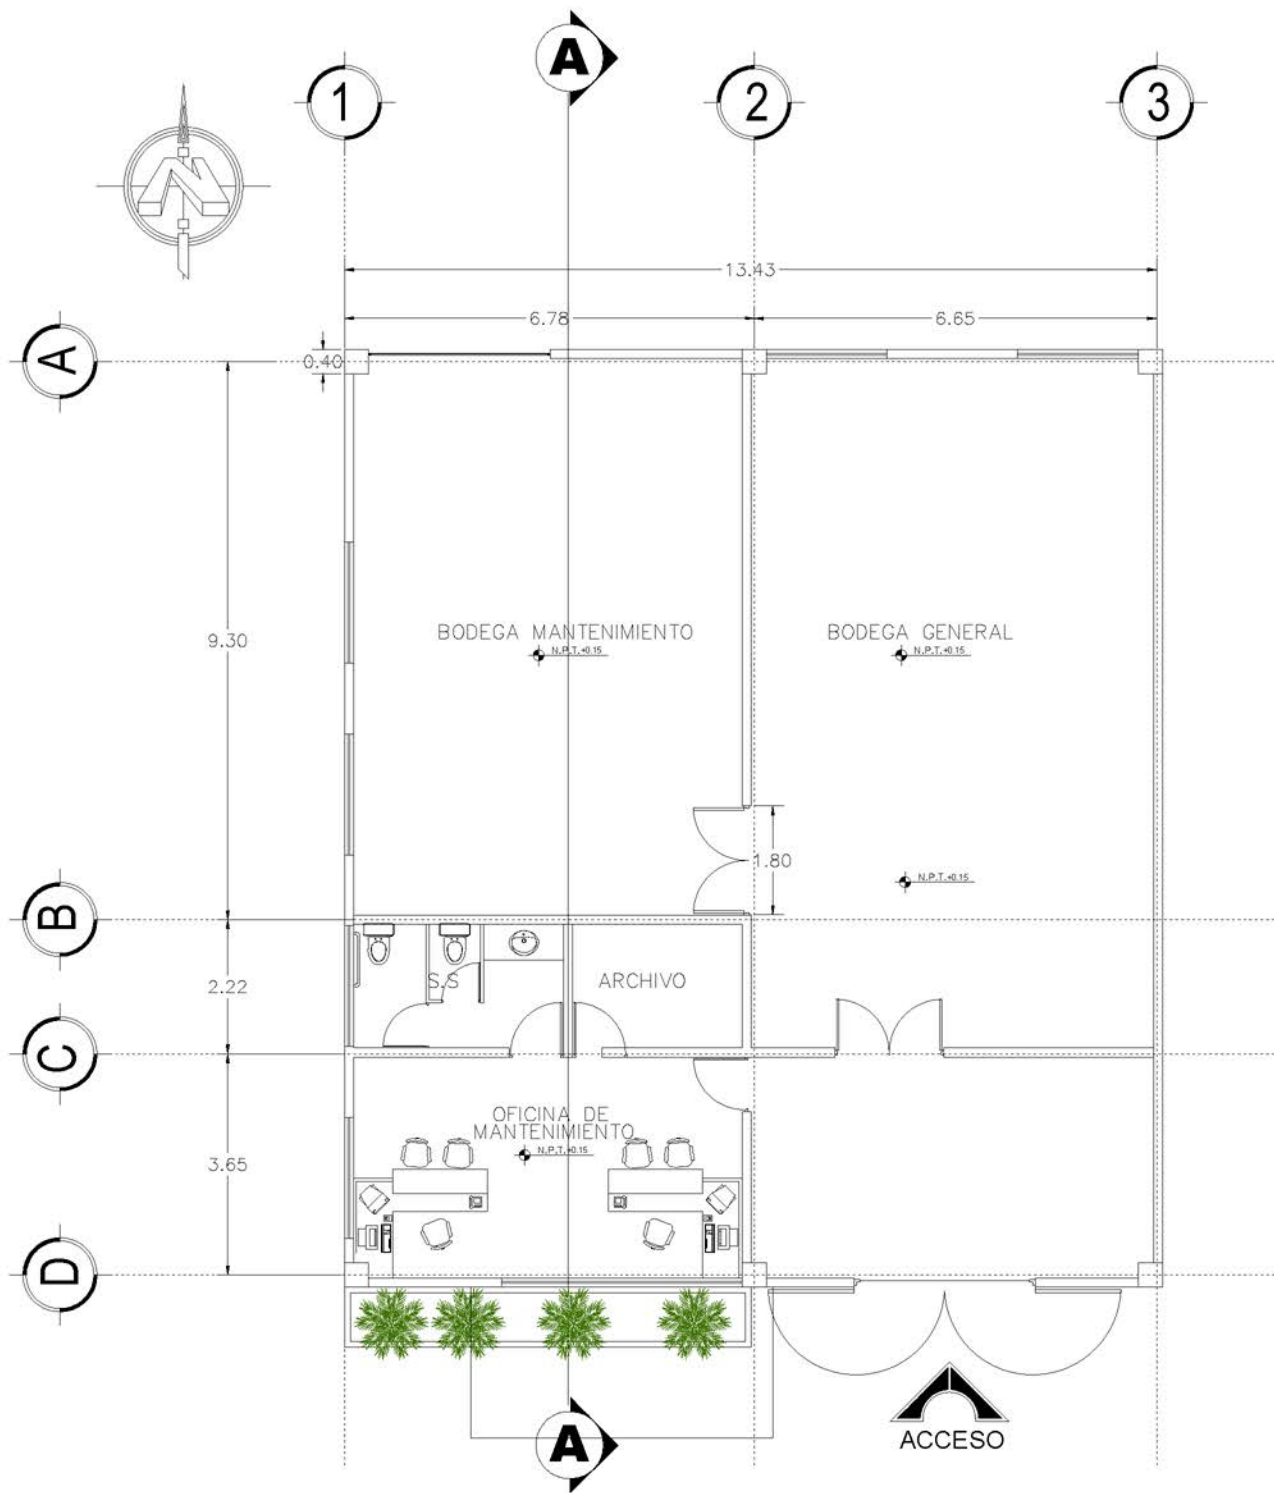 A
1
2
3
N
13.43
6.78
6.65
A
0.40
9.30
BODEGA MANTENIMIENTO
N.P.T.+0.15
BODEGA GENERAL
N.P.T.+0.15
1.80
N.P.T.+0.15
B
2.22
S.S
ARCHIVO
C
OFICINA DE
MANTENIMIENTO
N.P.T.+0.15
3.65
D
A
ACCESO